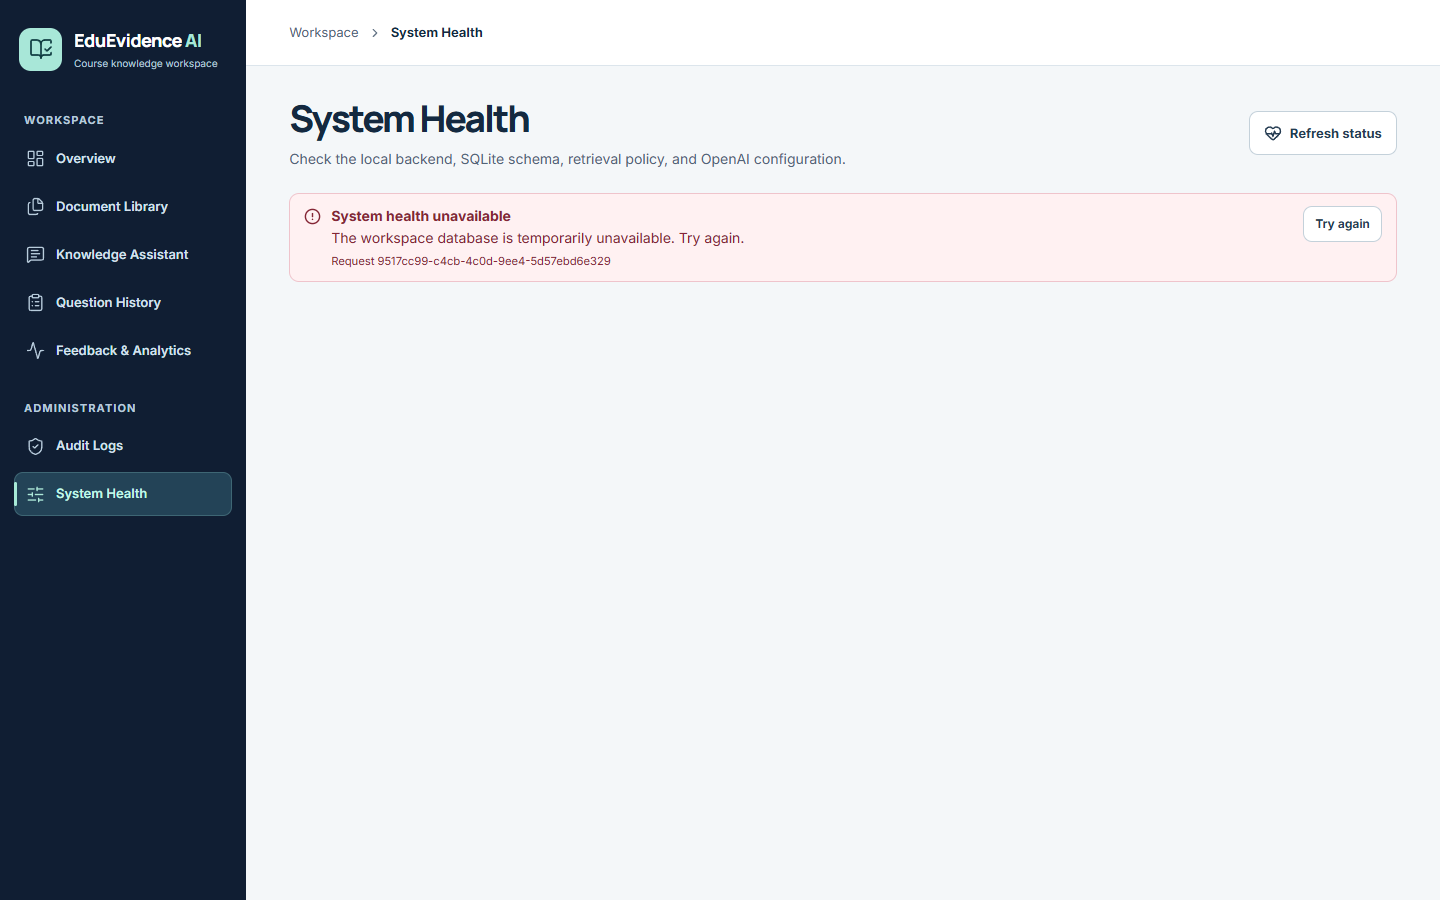 EduEvidence AI
Course knowledge workspace
WORKSPACE
Overview
Document Library
Knowledge Assistant
Question History
Feedback & Analytics
ADMINISTRATION
Audit Logs
System Health
Workspace > System Health
System Health
Check the local backend, SQLite schema, retrieval policy, and OpenAI configuration.
Refresh status
System health unavailable
The workspace database is temporarily unavailable. Try again.
Request 9517cc99-c4cb-4c0d-9ee4-5d57ebd6e329
Try again